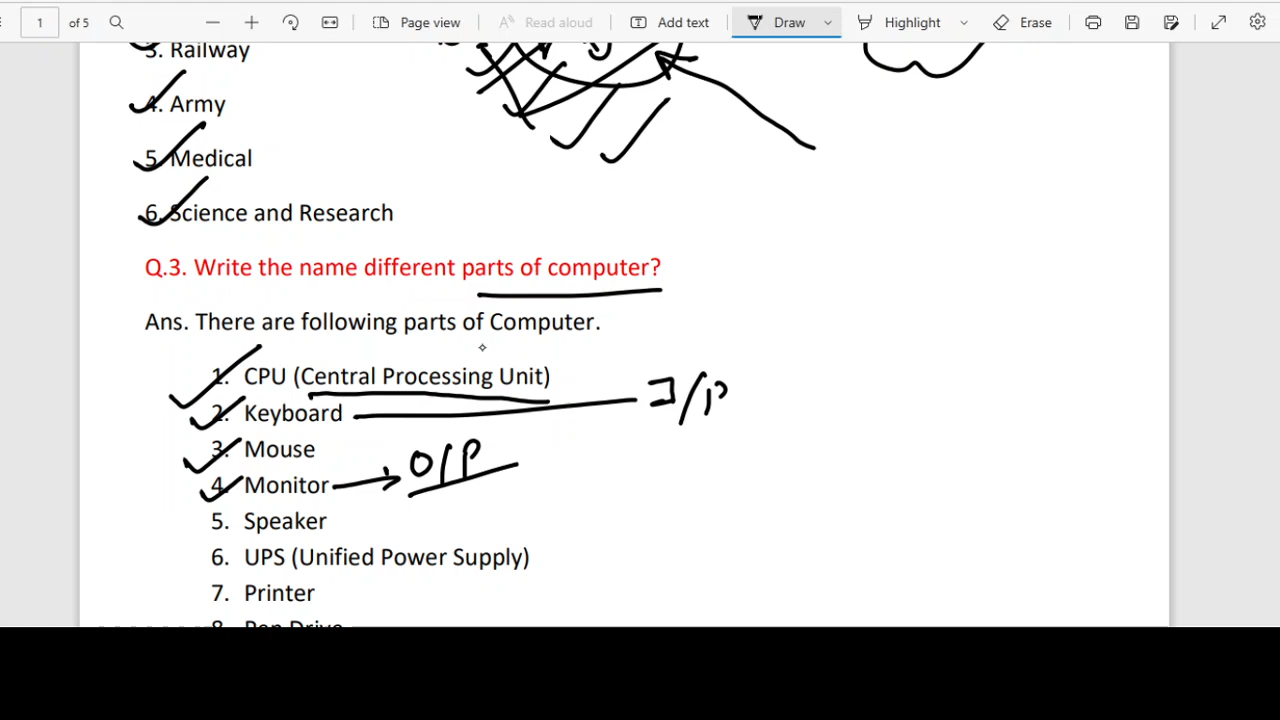 1 of 5 Page view Read aloud Add text Draw Highlight Erase
3. Railway
4. Army
5. Medical
6. Science and Research
Q.3. Write the name different parts of computer?
Ans. There are following parts of Computer.
1. CPU (Central Processing Unit)
2. Keyboard I/P
3. Mouse
O/P
4. Monitor
5. Speaker
6. UPS (Unified Power Supply)
7. Printer
8. Pen Drive